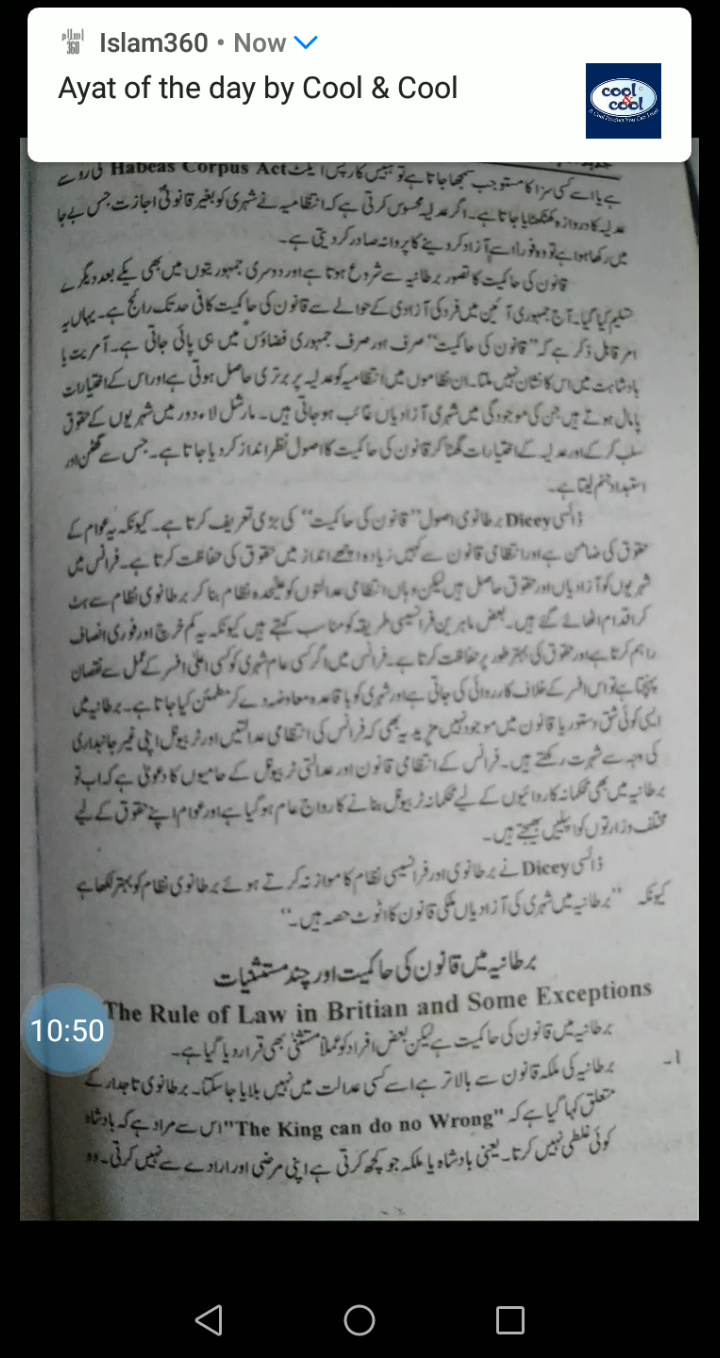 Islam360 • Now
Ayat of the day by Cool & Cool
cool & cool
ہے یا اسے کسی سزا کا مستوجب سمجھا جاتا ہے تو ہیبیس کارپس ایکٹ Habeas Corpus Act کی رو سے
عدلیہ کا دروازہ کھٹکھٹایا جاتا ہے۔ اگر عدلیہ محسوس کرتی ہے کہ انتظامیہ نے شہری کو بغیر قانونی اجازت حبس بے جا
میں رکھا ہوا ہے تو وہ فوراً اسے آزاد کر دینے کا پروانہ صادر کر دیتی ہے۔
قانون کی حاکمیت کا تصور برطانیہ سے شروع ہوتا ہے اور دوسری جمہوریتوں میں بھی یکے بعد دیگرے
تسلیم کیا گیا۔ آج جمہوری آئین میں فرد کی آزادی کے حوالے سے قانون کی حاکمیت کافی حد تک رائج ہے۔ یہاں یہ
امر قابل ذکر ہے کہ "قانون کی حاکمیت" صرف اور صرف جمہوری فضاؤں میں ہی پائی جاتی ہے۔ آمریت یا
بادشاہت میں اس کا نشان نہیں ملتا۔ ان نظاموں میں انتظامیہ کو عدلیہ پر برتری حاصل ہوتی ہے اور اس کے اختیارات
پامال ہوتے ہیں جن کی موجودگی میں شہری آزادیاں غائب ہو جاتی ہیں۔ مارشل لاء دور میں شہریوں کے حقوق
سلب کر کے اور عدلیہ کے اختیارات گھٹا کر قانون کی حاکمیت کا اصول نظر انداز کر دیا جاتا ہے۔ جس سے گھٹن اور
استبداد جنم لیتا ہے۔
ڈائسی Dicey برطانوی اصول "قانون کی حاکمیت" کی بڑی تعریف کرتا ہے۔ کیونکہ یہ عوام کے
حقوق کی ضامن ہے اور انتظامی قانون سے کہیں زیادہ اچھے انداز میں حقوق کی حفاظت کرتا ہے۔ فرانس میں
شہریوں کو آزادیاں اور حقوق حاصل ہیں لیکن وہاں انتظامی عدالتوں کو علیحدہ نظام بنا کر برطانوی نظام سے ہٹ
کر اقدام اٹھائے گئے ہیں۔ بعض ماہرین فرانسیسی طریقہ کو مناسب کہتے ہیں کیونکہ یہ کم خرچ اور فوری انصاف
راہم کرتا ہے اور حقوق کی بہتر طور پر حفاظت کرتا ہے۔ فرانس میں اگر کسی عام شہری کو کسی اعلیٰ افسر کے عمل سے نقصان
پہنچتا ہے تو اس افسر کے خلاف کارروائی کی جاتی ہے اور شہری کو باقاعدہ معاوضہ دے کر مطمئن کیا جاتا ہے۔ برطانیہ میں
ایسی کوئی شق دستور یا قانون میں موجود نہیں مزید یہ بھی کہ فرانس کی انتظامی عدالتیں اور ٹربیونل اپنی غیر جانبداری
کی وجہ سے شہرت رکھتے ہیں۔ فرانس کے انتظامی قانون اور عدالتی ٹربیونل کے حامیوں کا دعویٰ ہے کہ اب تو
برطانیہ میں بھی محکمانہ کاروائیوں کے لیے محکمانہ ٹربیونل بنانے کا رواج عام ہو گیا ہے اور عوام اپنے حقوق کے لیے
مختلف وزارتوں کو اپیلیں بھیجتے ہیں۔
ڈائسی Dicey نے برطانوی اور فرانسیسی نظام کا موازنہ کرتے ہوئے برطانوی نظام کو بہتر لکھا ہے
کیونکہ "برطانیہ میں شہری کی آزادیاں ملکی قانون کا اٹوٹ حصہ ہیں۔"
برطانیہ میں قانون کی حاکمیت اور چند مستثنیات
The Rule of Law in Britian and Some Exceptions
10:50
برطانیہ میں قانون کی حاکمیت ہے لیکن بعض افراد کو عملاً مستثنیٰ بھی قرار دیا گیا ہے۔
1۔ برطانیہ کی ملکہ قانون سے بالاتر ہے اسے کسی عدالت میں نہیں بلایا جا سکتا۔ برطانوی تاجدار کے
متعلق کہا گیا ہے کہ "The King can do no Wrong" اس سے مراد ہے کہ بادشاہ
کوئی غلطی نہیں کرتا۔ یعنی بادشاہ یا ملکہ جو کچھ کرتی ہے اپنی مرضی اور ارادے سے نہیں کرتی۔ وہ